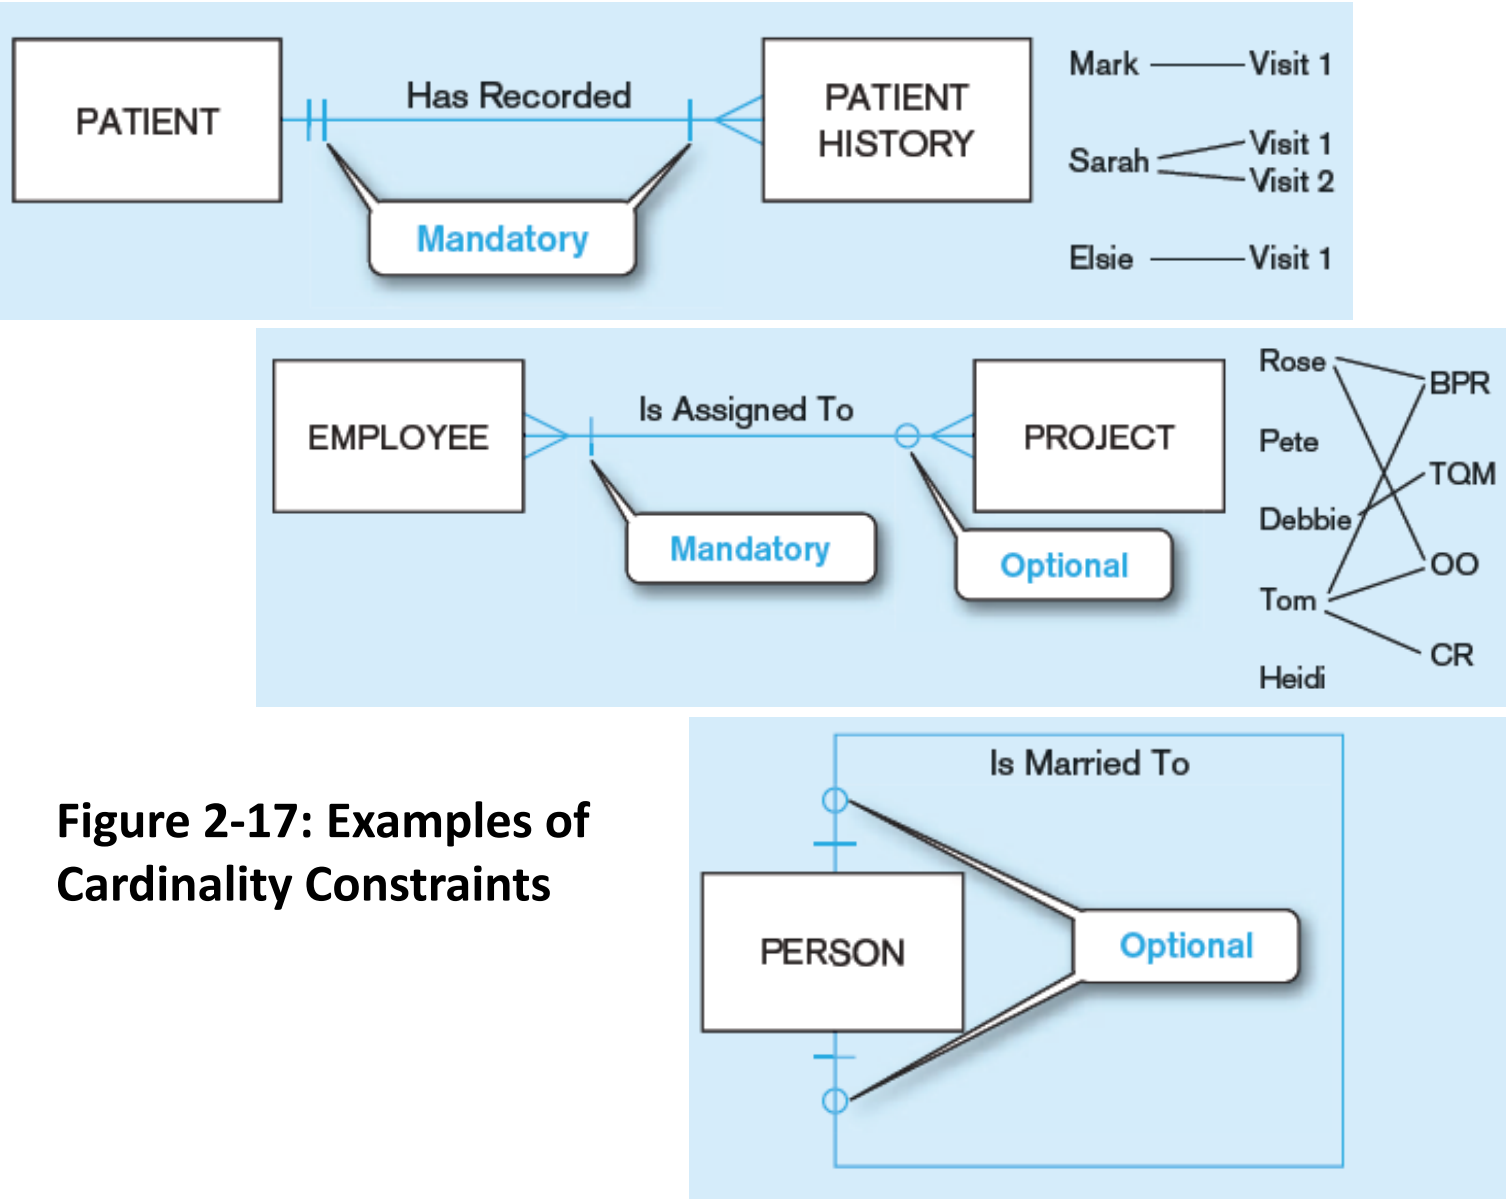 PATIENT
Has Recorded
PATIENT
HISTORY
Mandatory
Mark
Visit 1
Sarah
Visit 1
Visit 2
Elsie
Visit 1
EMPLOYEE
Is Assigned To
PROJECT
Mandatory
Optional
Rose
BPR
Pete
TQM
Debbie
OO
Tom
CR
Heidi
Is Married To
PERSON
Optional
Figure 2-17: Examples of
Cardinality Constraints